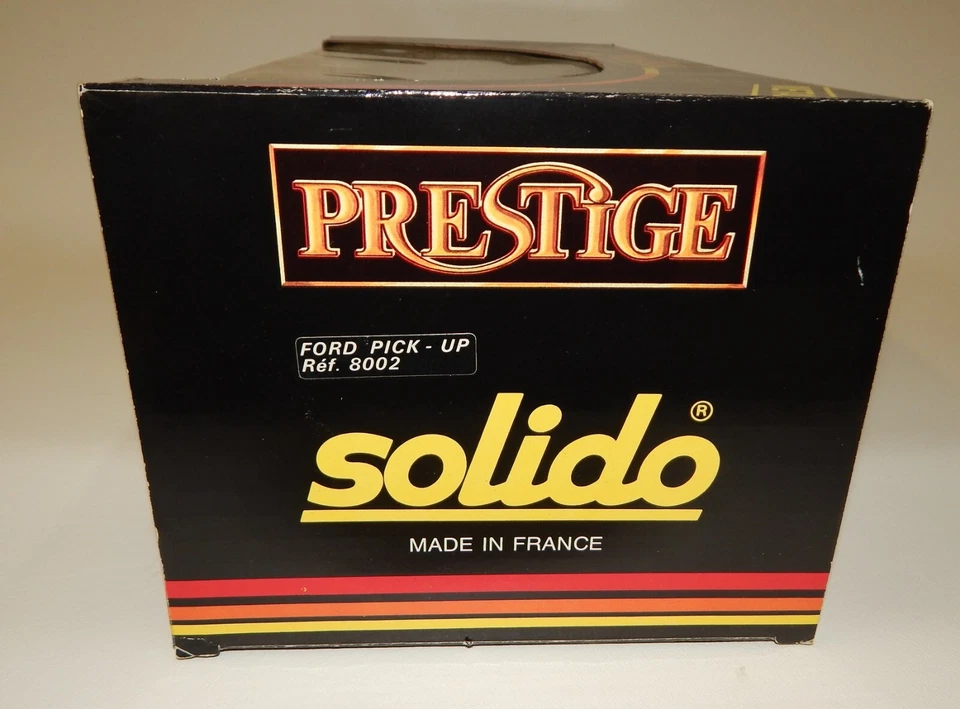 PRESTiGE
FORD PICK - UP
Réf. 8002
solido ®
MADE IN FRANCE